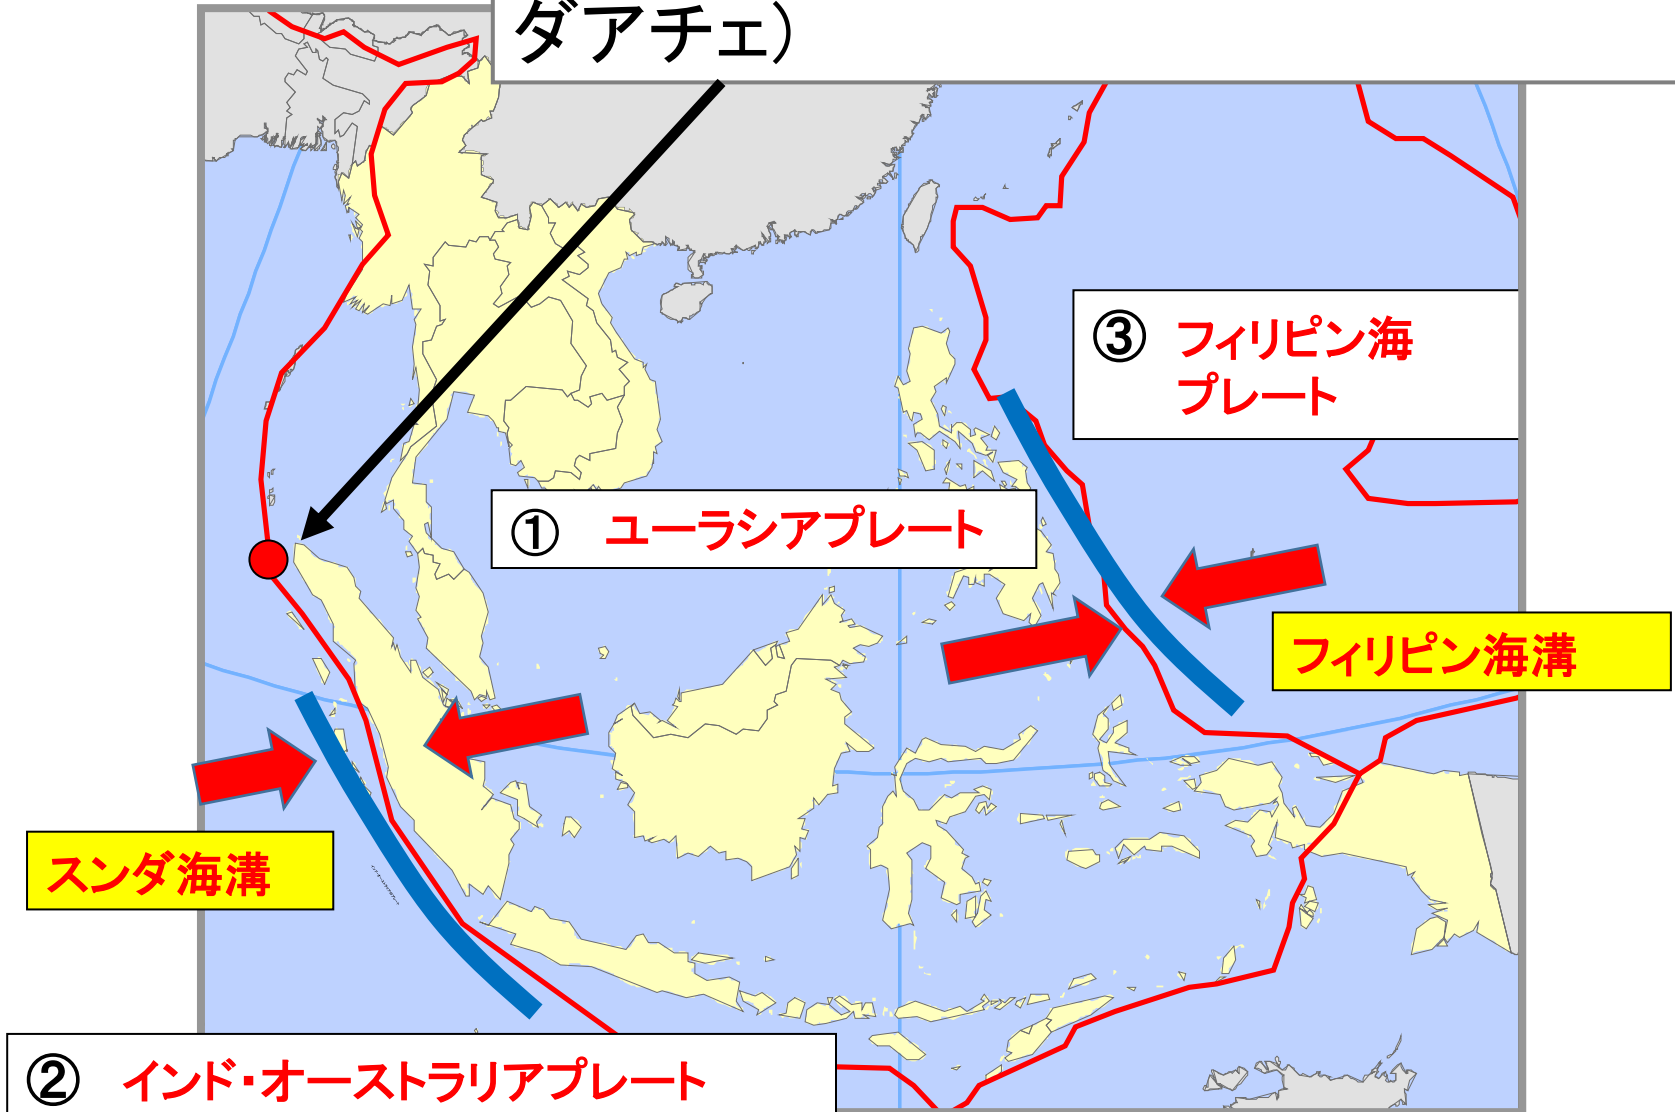 ダアチェ)
③ フィリピン海
プレート
① ユーラシアプレート
フィリピン海溝
スンダ海溝
② インド・オーストラリアプレート